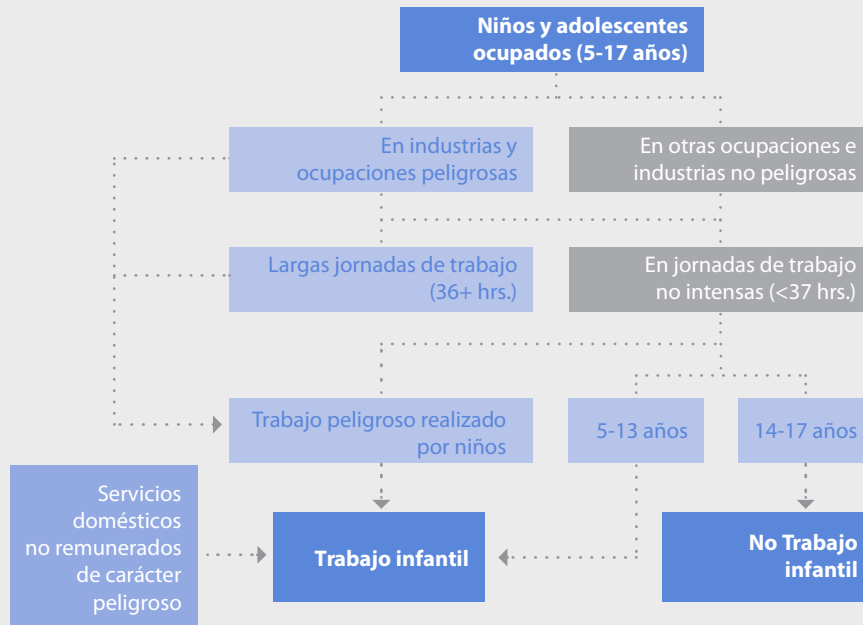 Niños y adolescentes
ocupados (5-17 años)
En industrias y
ocupaciones peligrosas
En otras ocupaciones e
industrias no peligrosas
Largas jornadas de trabajo
(36+ hrs.)
En jornadas de trabajo
no intensas (<37 hrs.)
Trabajo peligroso realizado
por niños
5-13 años
14-17 años
Servicios
domésticos
no remunerados
de carácter
peligroso
Trabajo infantil
No Trabajo
infantil